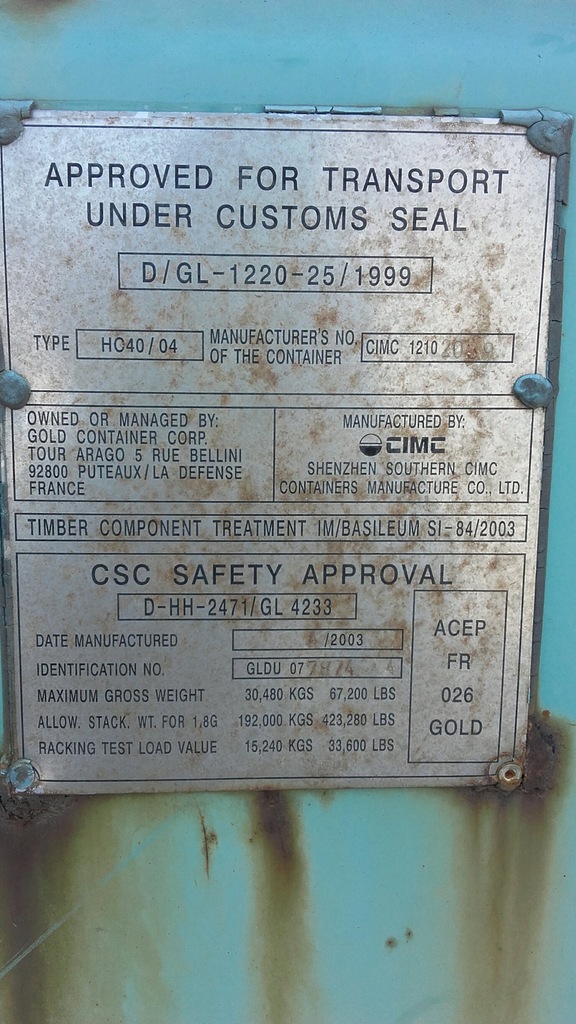 APPROVED FOR TRANSPORT
UNDER CUSTOMS SEAL
D/GL-1220-25/1999
TYPE HC40/04 MANUFACTURER'S NO. OF THE CONTAINER CIMC 1210
OWNED OR MANAGED BY:
GOLD CONTAINER CORP.
TOUR ARAGO 5 RUE BELLINI
92800 PUTEAUX/LA DEFENSE
FRANCE
MANUFACTURED BY:
CIMC
SHENZHEN SOUTHERN CIMC
CONTAINERS MANUFACTURE CO., LTD.
TIMBER COMPONENT TREATMENT IM/BASILEUM SI-84/2003
CSC SAFETY APPROVAL
D-HH-2471/GL 4233
DATE MANUFACTURED /2003
IDENTIFICATION NO. GLDU 07
MAXIMUM GROSS WEIGHT 30,480 KGS 67,200 LBS
ALLOW. STACK. WT. FOR 1,8G 192,000 KGS 423,280 LBS
RACKING TEST LOAD VALUE 15,240 KGS 33,600 LBS
ACEP
FR
026
GOLD